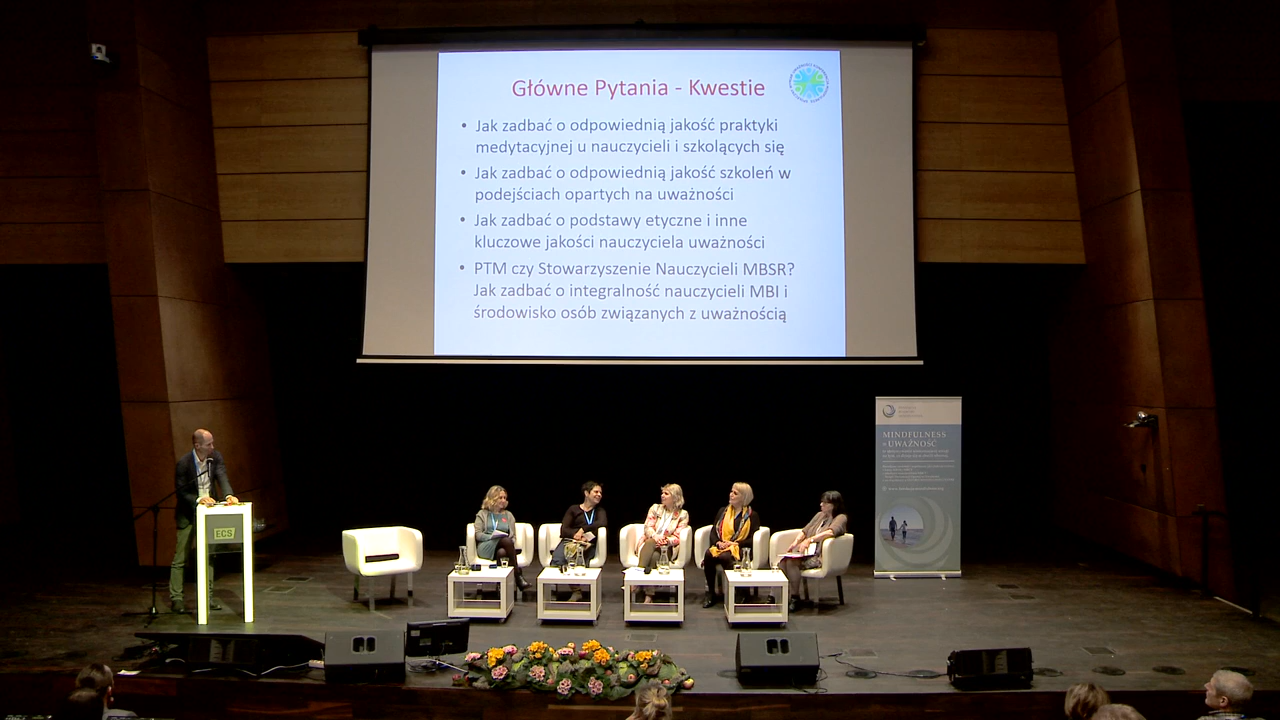 Główne Pytania - Kwestie
• Jak zadbać o odpowiednią jakość praktyki
medytacyjnej u nauczycieli i szkolących się
• Jak zadbać o odpowiednią jakość szkoleń w
podejściach opartych na uważności
• Jak zadbać o podstawy etyczne i inne
kluczowe jakości nauczyciela uważności
• PTM czy Stowarzyszenie Nauczycieli MBSR?
Jak zadbać o integralność nauczycieli MBI i
środowisko osób związanych z uważnością
MINDFULNESS
- UWAŻNOŚĆ
ECS